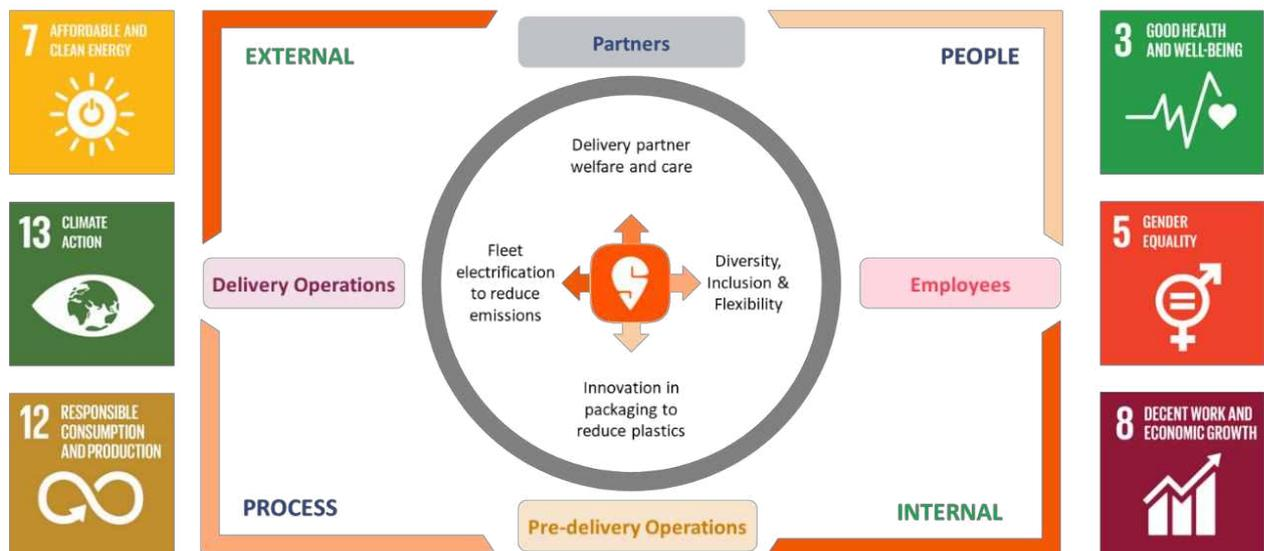 7 AFFORDABLE AND
CLEAN ENERGY
13 CLIMATE
ACTION
12 RESPONSIBLE
CONSUMPTION
AND PRODUCTION
EXTERNAL
Partners
PEOPLE
Delivery partner
welfare and care
Delivery Operations
Fleet
electrification
to reduce
emissions
Diversity,
Inclusion &
Flexibility
Employees
Innovation in
packaging to
reduce plastics
PROCESS
Pre-delivery Operations
INTERNAL
3 GOOD HEALTH
AND WELL-BEING
5 GENDER
EQUALITY
8 DECENT WORK AND
ECONOMIC GROWTH